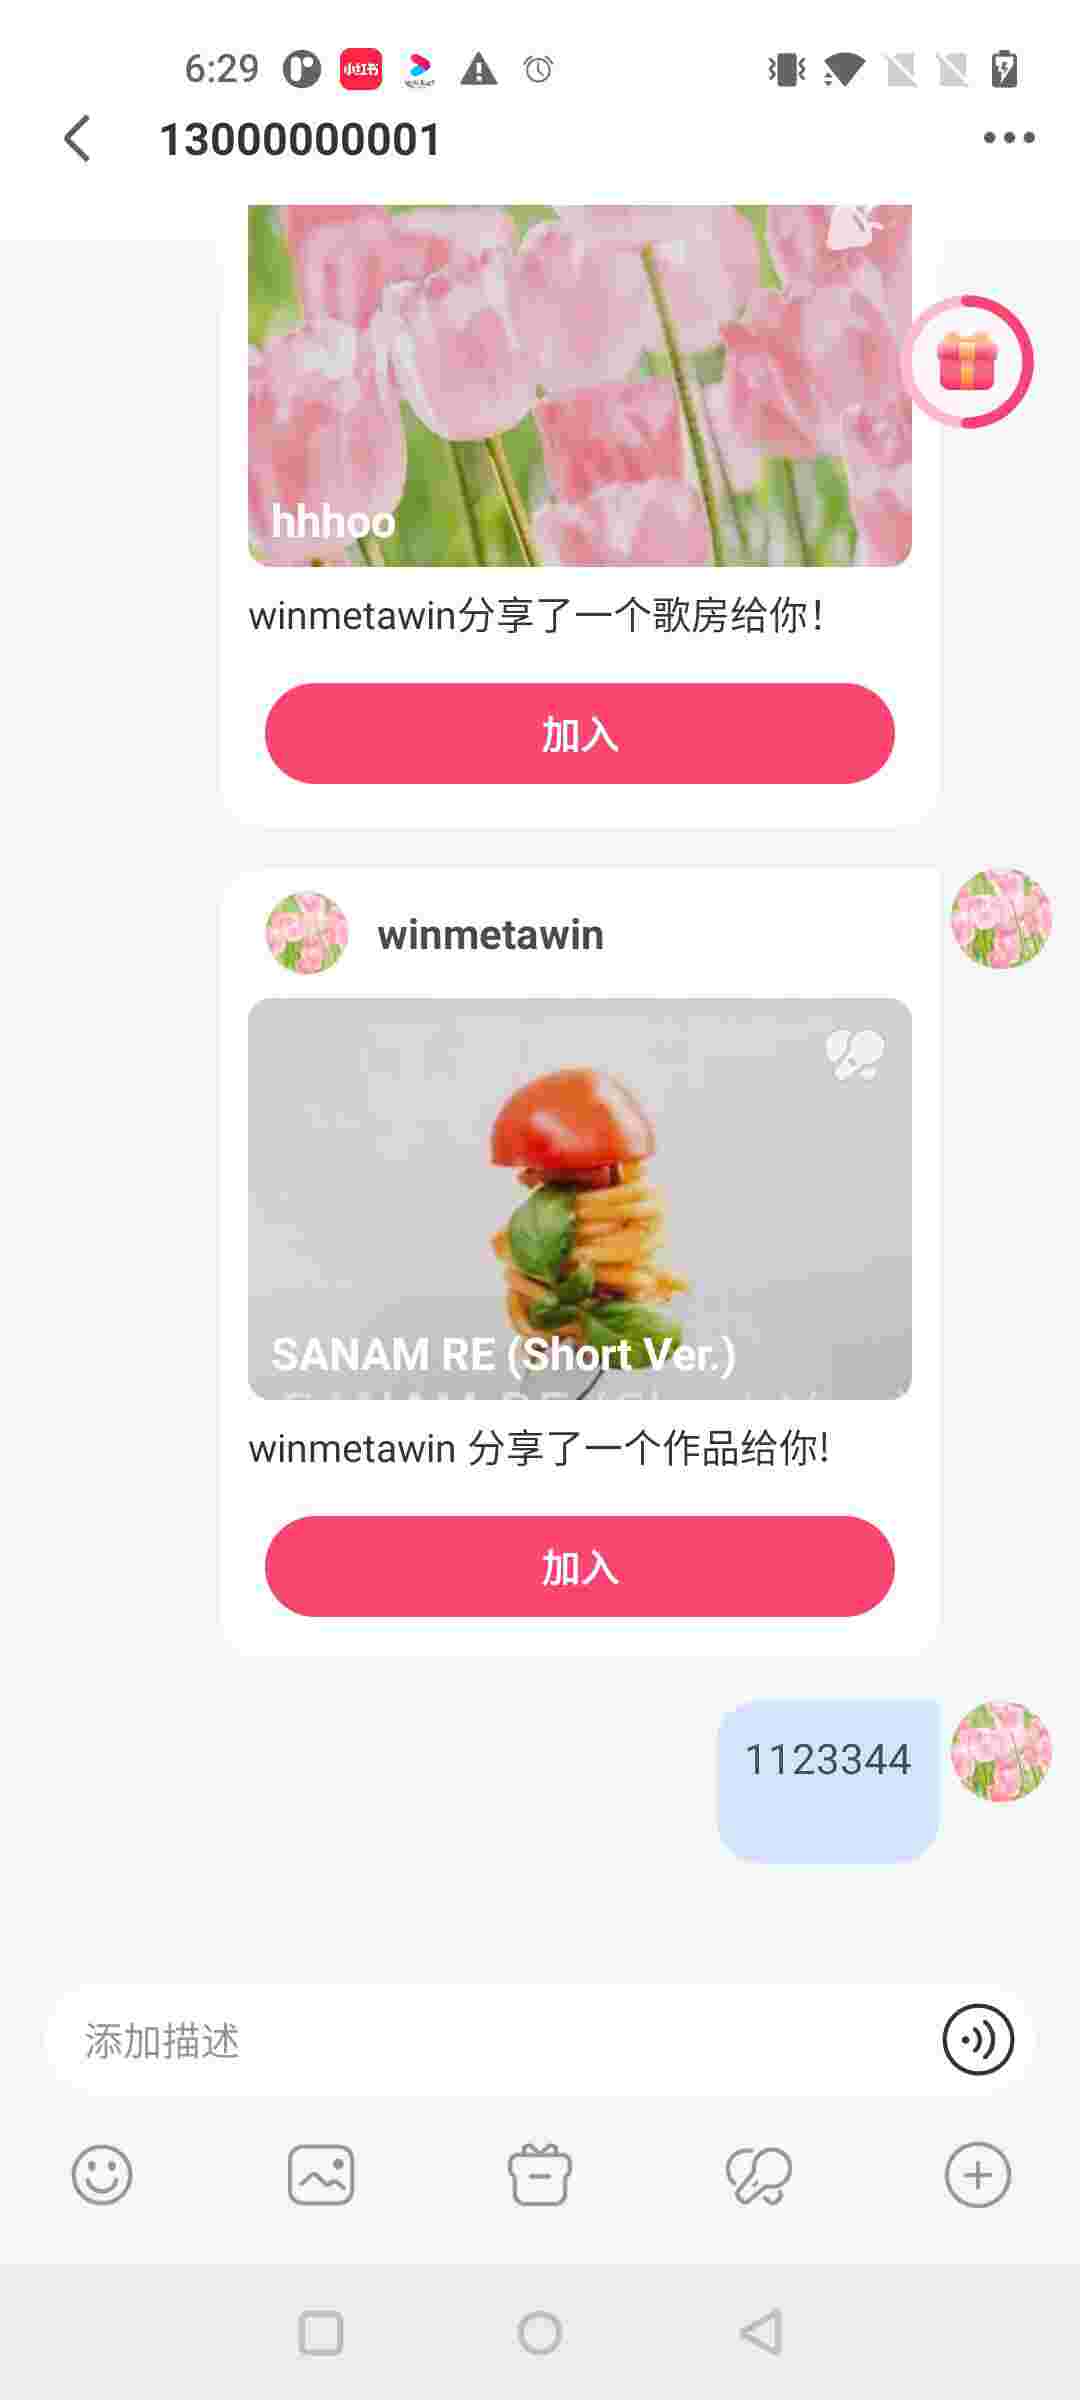 6:29
小红书
13000000001
hhhoo
winmetawin分享了一个歌房给你！
加入
winmetawin
SANAM RE (Short Ver.)
winmetawin 分享了一个作品给你!
加入
1123344
添加描述